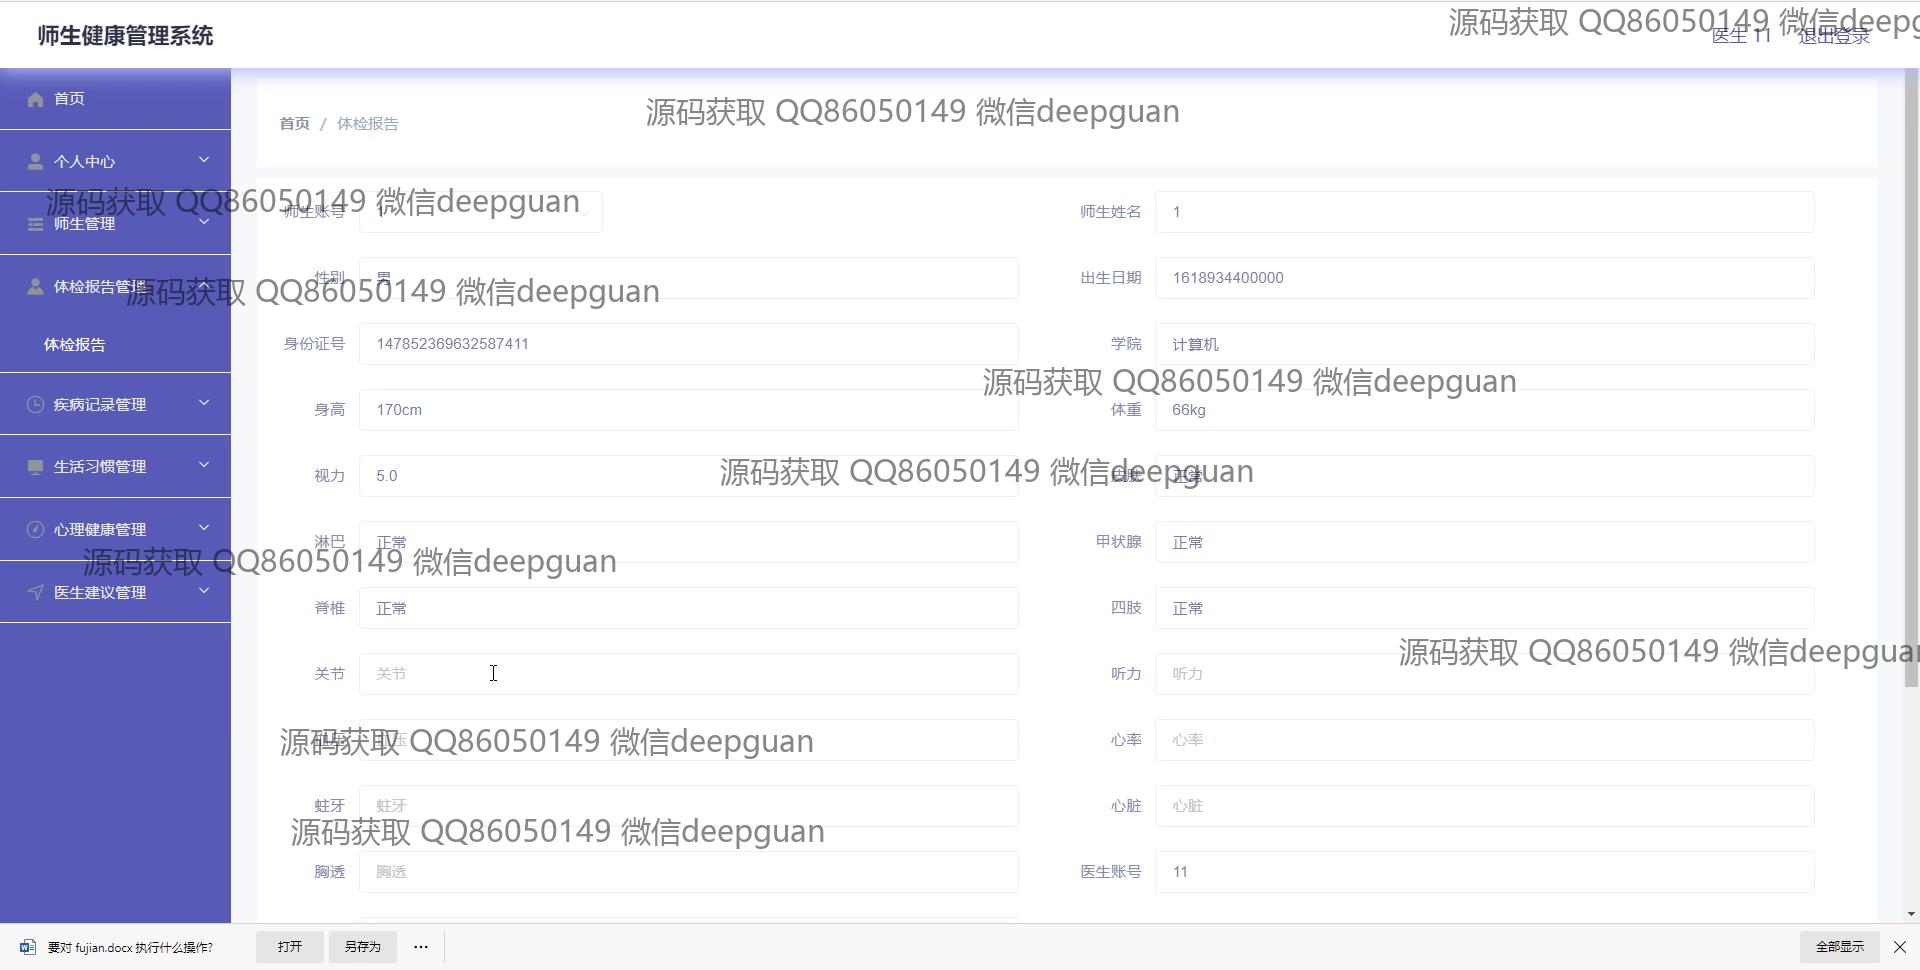 师生健康管理系统
源码获取 QQ86050149 微信deepg
医生 11 退出登录
首页
源码获取 QQ86050149 微信deepguan
首页 / 体检报告
个人中心
源码获取 QQ86050149 微信deepguan
师生账号 1
师生姓名 1
师生管理
性别 男
出生日期 1618934400000
体检报告管理
源码获取 QQ86050149 微信deepguan
体检报告
身份证号 147852369632587411
学院 计算机
源码获取 QQ86050149 微信deepguan
疾病记录管理
身高 170cm
体重 66kg
生活习惯管理
视力 5.0
源码获取 QQ86050149 微信deepguan
正常
心理健康管理
淋巴 正常
甲状腺 正常
源码获取 QQ86050149 微信deepguan
医生建议管理
脊椎 正常
四肢 正常
源码获取 QQ86050149 微信deepguan
关节 关节
听力 听力
源码获取 QQ86050149 微信deepguan
心率 心率
蛀牙 蛀牙
心脏 心脏
源码获取 QQ86050149 微信deepguan
胸透 胸透
医生账号 11
要对 fujian.docx 执行什么操作?
打开 另存为 ···
全部显示